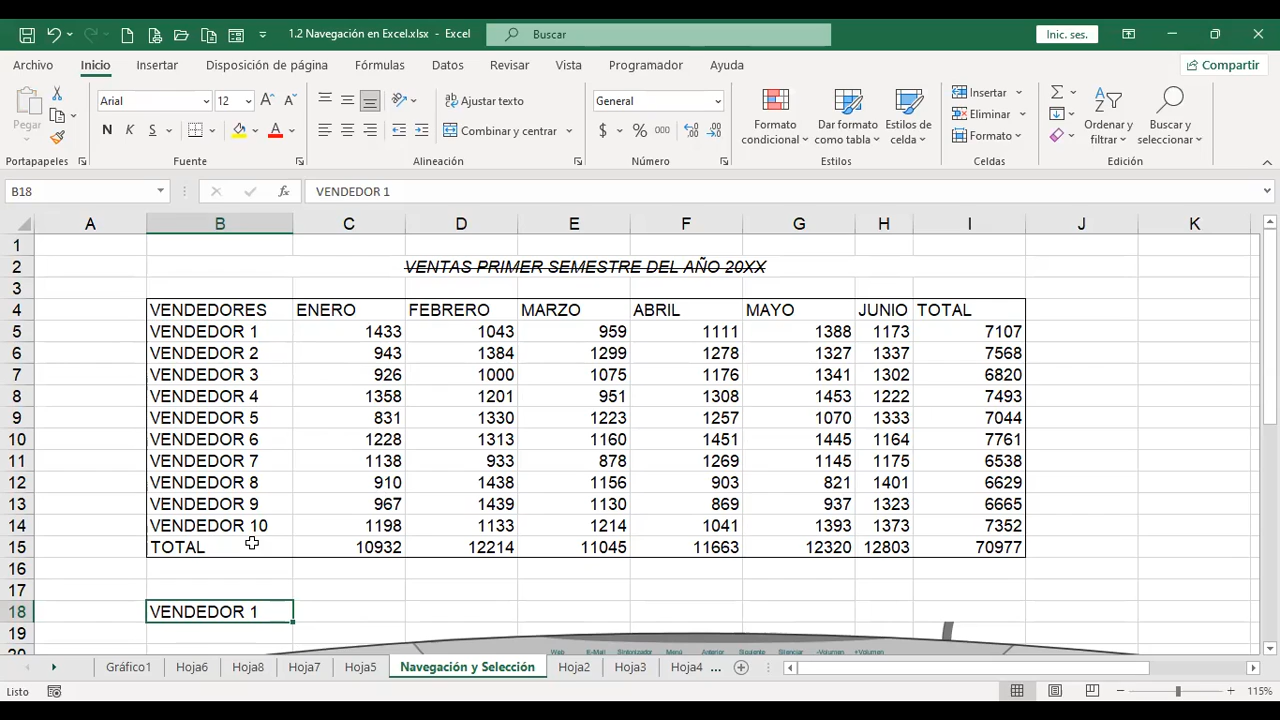 1.2 Navegación en Excel.xlsx - Excel
Buscar
Inic. ses.
Archivo Inicio Insertar Disposición de página Fórmulas Datos Revisar Vista Programador Ayuda Compartir
Pegar
Arial 12
N K S A
Ajustar texto
Combinar y centrar
General
$ % 000
Formato condicional
Dar formato como tabla
Estilos de celda
Insertar
Eliminar
Formato
Ordenar y filtrar
Buscar y seleccionar
Portapapeles Fuente Alineación Número Estilos Celdas Edición
B18 fx VENDEDOR 1
A B C D E F G H I J K
1
2 VENTAS PRIMER SEMESTRE DEL AÑO 20XX
3
4 VENDEDORES ENERO FEBRERO MARZO ABRIL MAYO JUNIO TOTAL
5 VENDEDOR 1 1433 1043 959 1111 1388 1173 7107
6 VENDEDOR 2 943 1384 1299 1278 1327 1337 7568
7 VENDEDOR 3 926 1000 1075 1176 1341 1302 6820
8 VENDEDOR 4 1358 1201 951 1308 1453 1222 7493
9 VENDEDOR 5 831 1330 1223 1257 1070 1333 7044
10 VENDEDOR 6 1228 1313 1160 1451 1445 1164 7761
11 VENDEDOR 7 1138 933 878 1269 1145 1175 6538
12 VENDEDOR 8 910 1438 1156 903 821 1401 6629
13 VENDEDOR 9 967 1439 1130 869 937 1323 6665
14 VENDEDOR 10 1198 1133 1214 1041 1393 1373 7352
15 TOTAL 10932 12214 11045 11663 12320 12803 70977
16
17
18 VENDEDOR 1
19
Web E-Mail Sintonizador Menú Anterior Siguiente Silenciar -Volumen +Volumen
Gráfico1 Hoja6 Hoja8 Hoja7 Hoja5 Navegación y Selección Hoja2 Hoja3 Hoja4 ...
Listo 115%